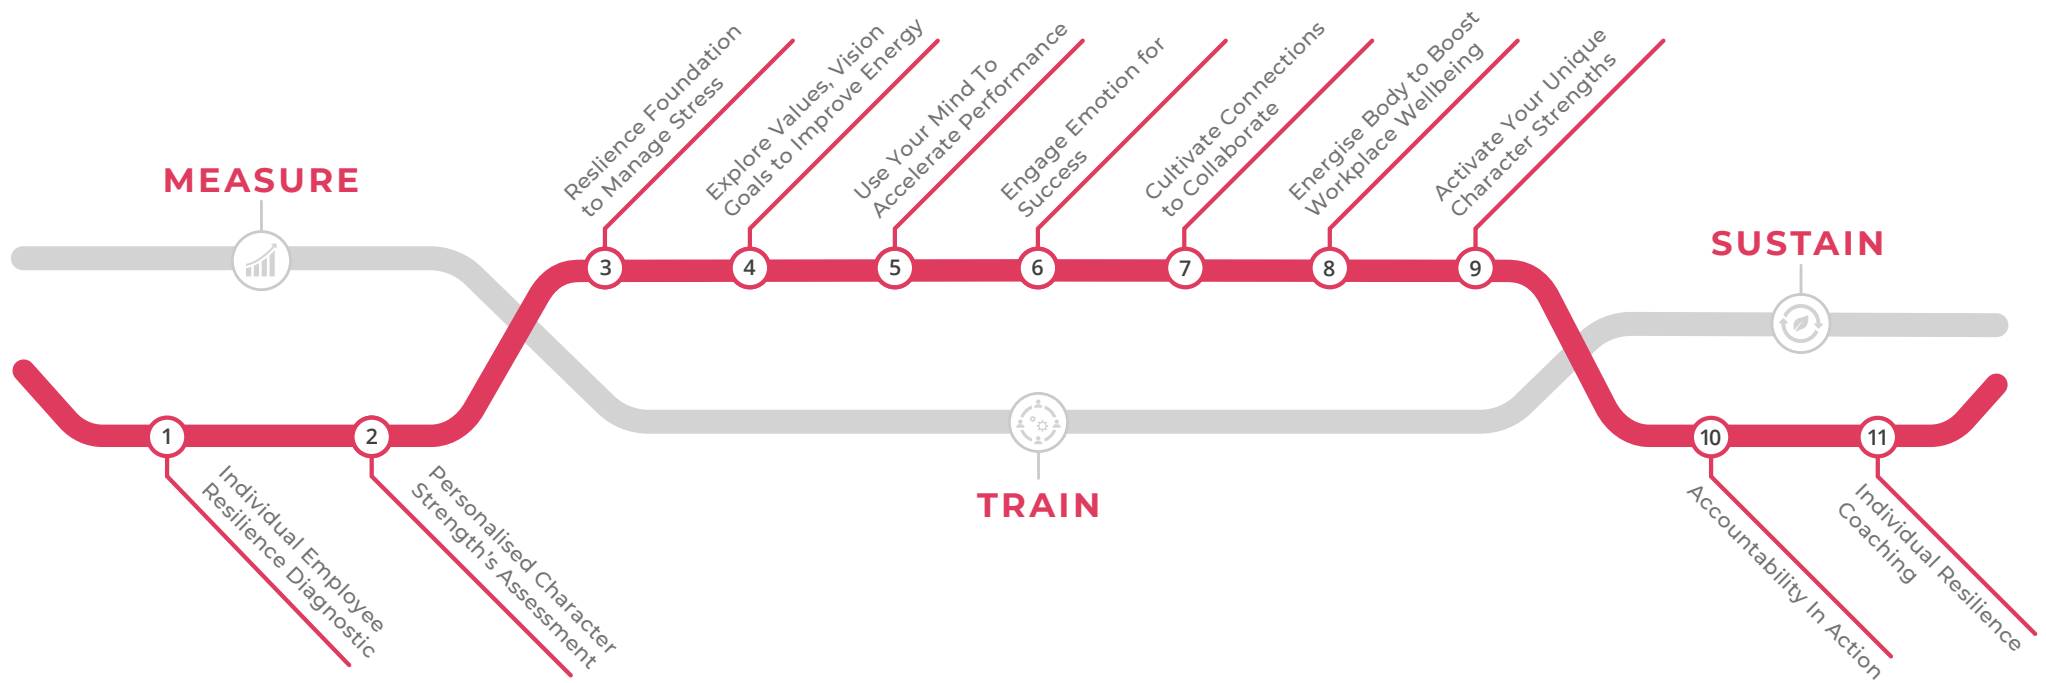 MEASURE
1
Individual Employee
Resilience Diagnostic
2
Personalised Character
Strength's Assessment
3
Reslience Foundation
to Manage Stress
4
Explore Values, Vision
Goals to Improve Energy
5
Use Your Mind To
Accelerate Performance
6
Engage Emotion for
Success
7
Cultivate Connections
to Collaborate
8
Energise Body to Boost
Workplace Wellbeing
9
Activate Your Unique
Character Strengths
TRAIN
SUSTAIN
10
Accountability In Action
11
Individual Resilience
Coaching